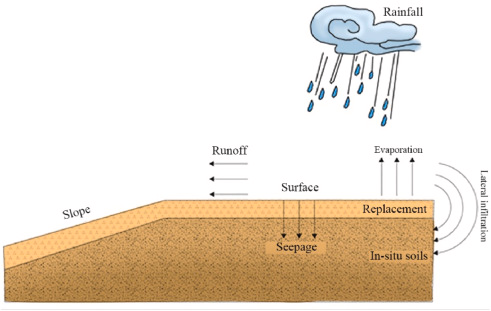 Rainfall
Runoff
Evaporation
Surface
Slope
Replacement
Lateral infiltration
Seepage
In-situ soils